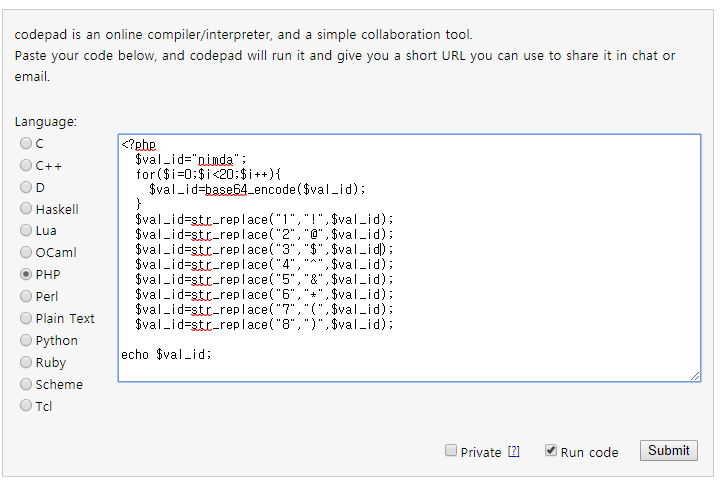 codepad is an online compiler/interpreter, and a simple collaboration tool.
Paste your code below, and codepad will run it and give you a short URL you can use to share it in chat or
email.
Language:
C
C++
D
Haskell
Lua
OCaml
PHP
Perl
Plain Text
Python
Ruby
Scheme
Tcl
<?php
$val_id="nimda";
for($i=0;$i<20;$i++){
$val_id=base64_encode($val_id);
}
$val_id=str_replace("1","!",$val_id);
$val_id=str_replace("2","@",$val_id);
$val_id=str_replace("3","$",$val_id);
$val_id=str_replace("4","^",$val_id);
$val_id=str_replace("5","&",$val_id);
$val_id=str_replace("6","*",$val_id);
$val_id=str_replace("7","(",$val_id);
$val_id=str_replace("8",")",$val_id);
echo $val_id;
Private [?] Run code Submit